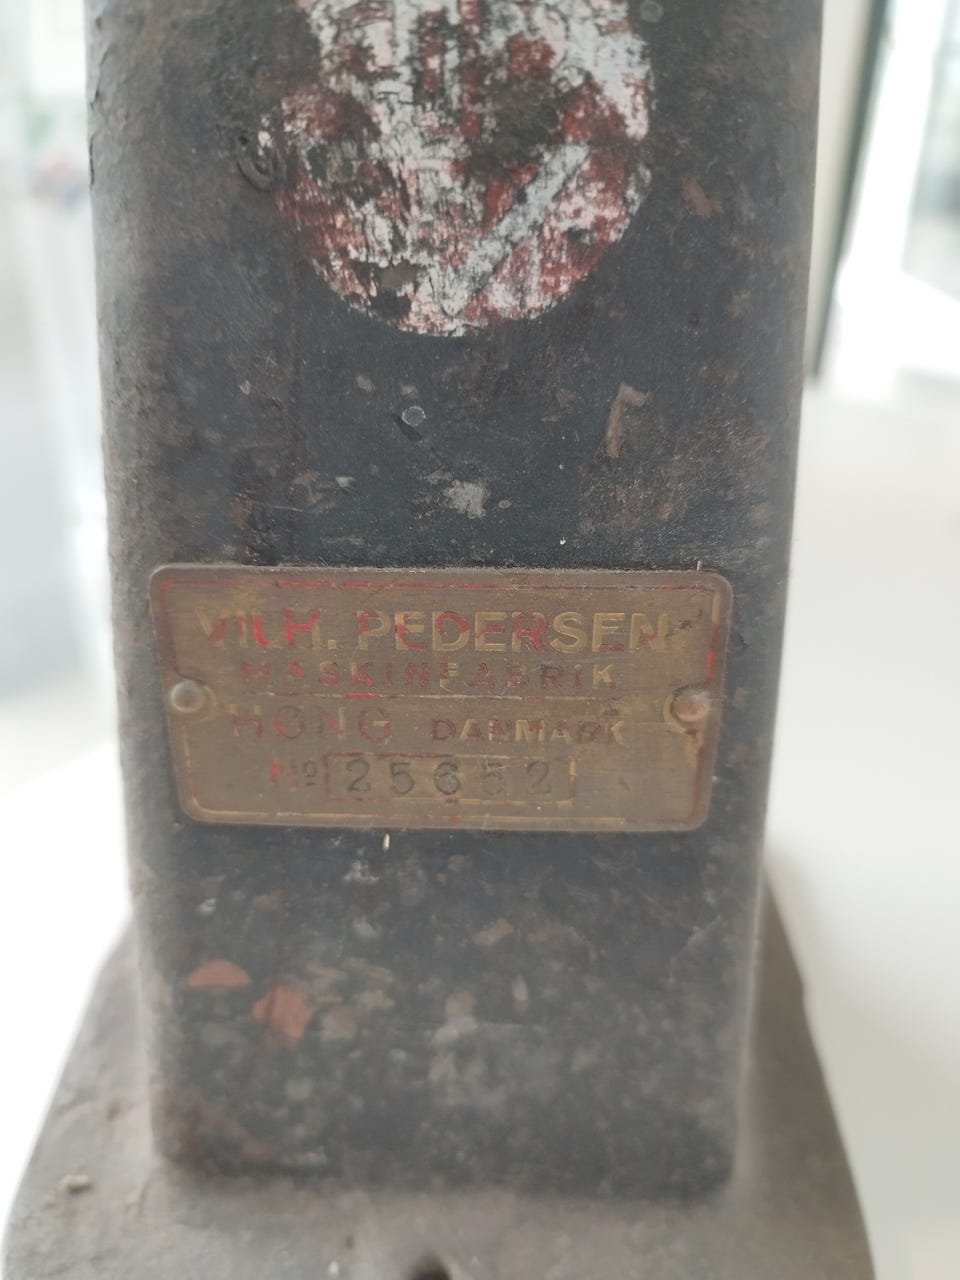 VILH. PEDERSEN
MASKINFABRIK
HØNG DANMARK
Nº 25652